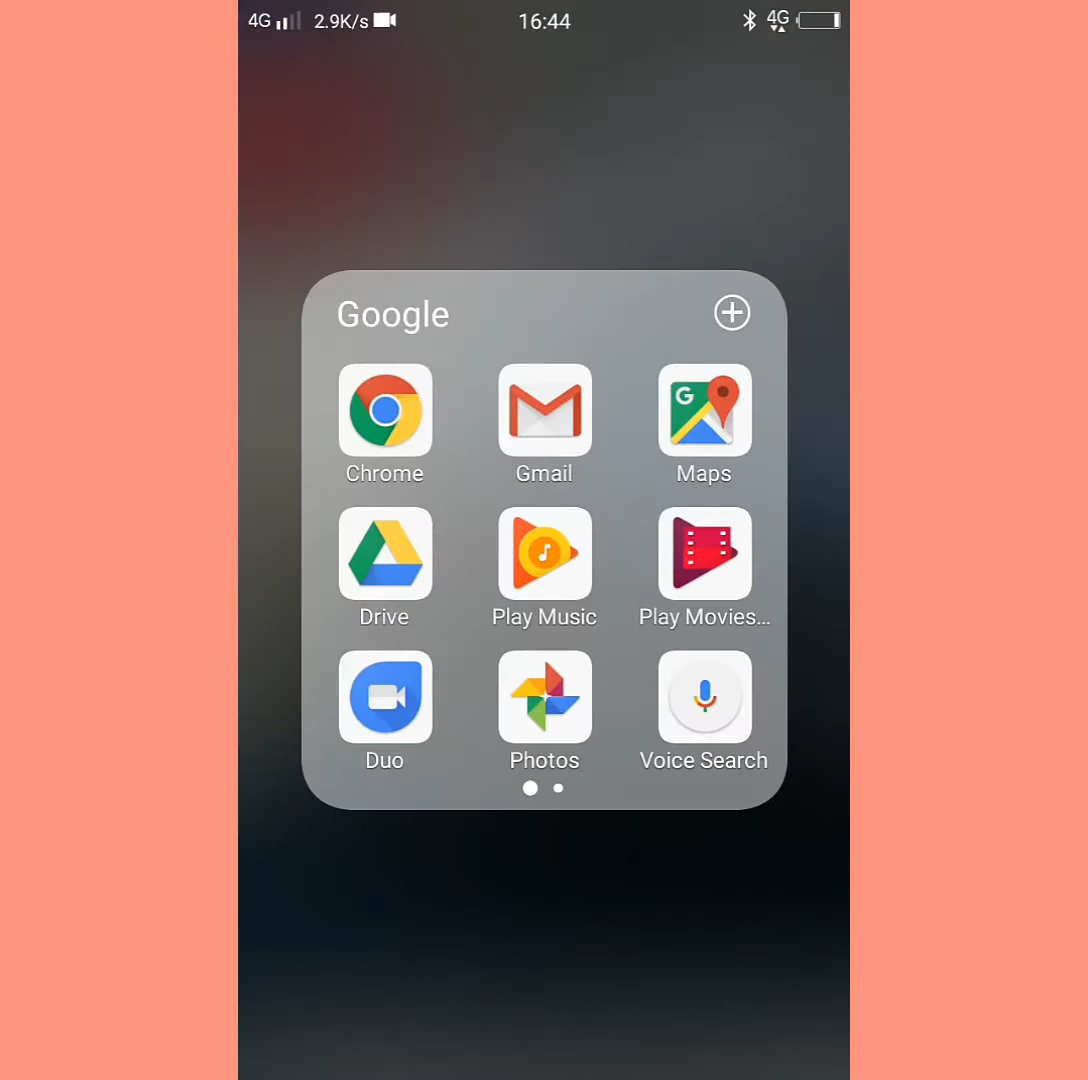 4G 2.9K/s 16:44 4G
Google
Chrome Gmail Maps
G
Drive Play Music Play Movies...
Duo Photos Voice Search